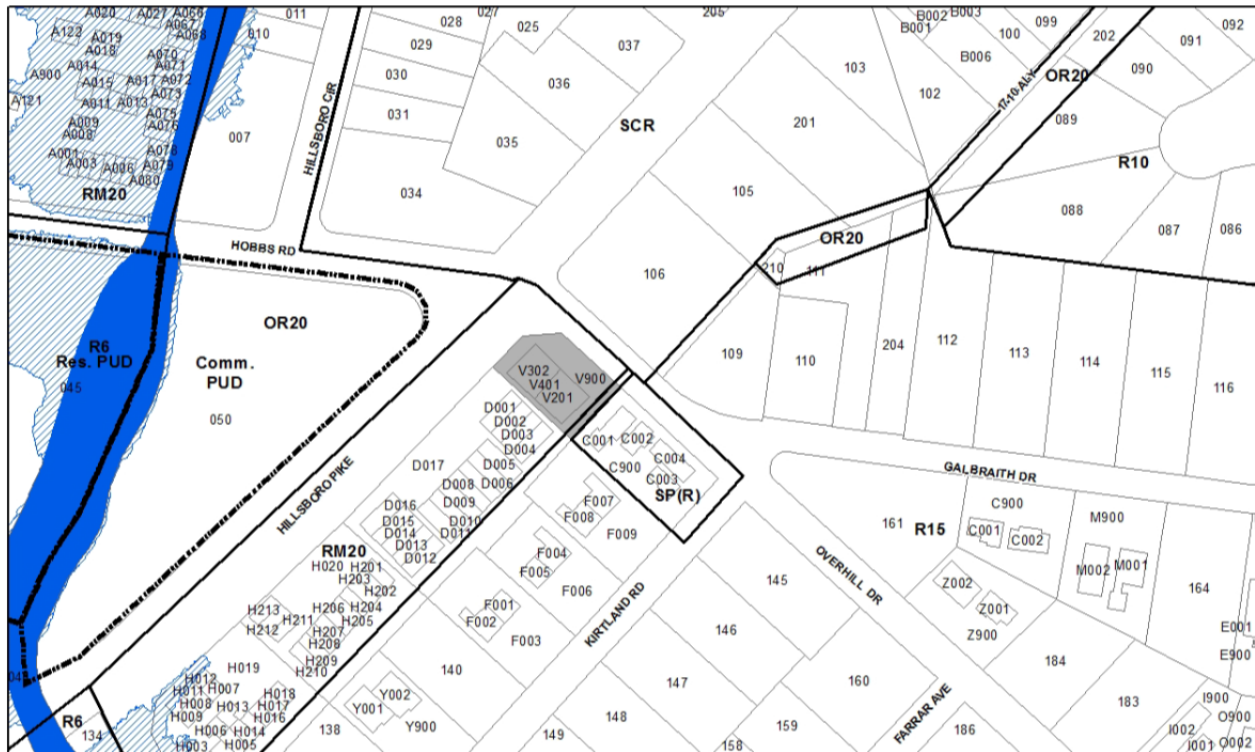 A020
A027
A066
A067
A068
A123
A019
A018
A070
A071
A014
A900
A015
A017
A072
A073
A121
A011
A013
A075
A076
A009
A008
A001
A003
A006
A078
A079
A080
RM20
011
010
007
HILLSBORO CIR
028
029
030
031
034
025
037
036
035
SCR
205
103
201
105
106
B002
B003
B001
099
100
B006
102
202
OR20
17-10 ALY
092
091
090
089
R10
088
087
086
HOBBS RD
OR20
210
111
OR20
R6
Res. PUD
045
Comm.
PUD
050
V302
V401
V900
V201
109
110
204
112
113
114
115
116
D001
D002
D003
D004
D005
D006
D017
D008
D009
D010
D011
D016
D015
D014
D013
D012
C001
C002
C004
C900
C003
SP(R)
HILLSBORO PIKE
RM20
GALBRAITH DR
F007
F008
F009
F004
F005
F006
F001
F002
F003
161
R15
C900
C001
C002
M900
M002
M001
164
OVERHILL DR
KIRTLAND RD
145
146
147
148
149
Z002
Z001
Z900
184
183
E001
E900
H020
H201
H203
H202
H213
H212
H211
H206
H204
H205
H207
H208
H209
H210
H019
H012
H011
H007
H008
H009
H013
H018
H017
H016
H006
H014
H003
H005
R6
134
138
140
Y002
Y001
Y900
160
159
158
FARRAR AVE
186
I900
I002
I001
O900
O002